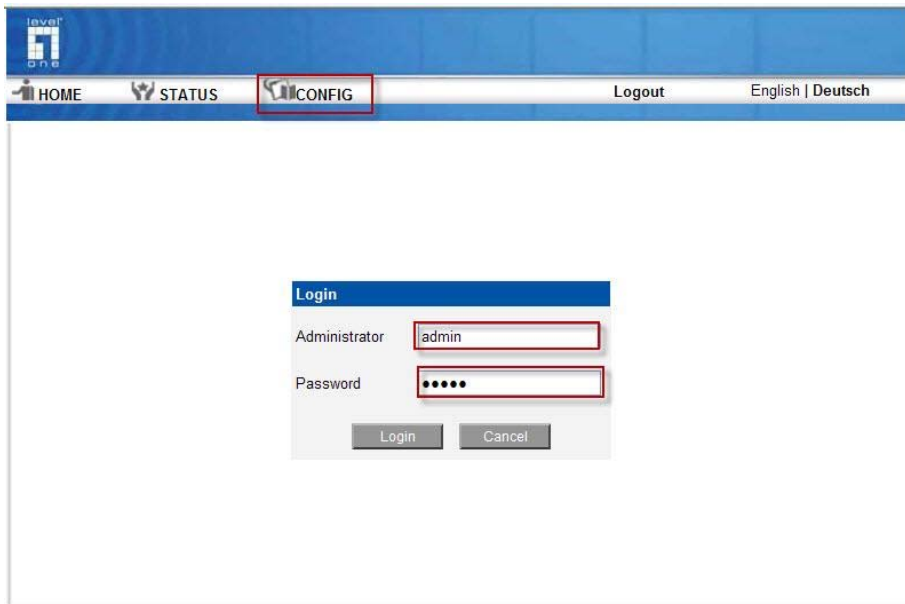 level
one
HOME STATUS CONFIG Logout English | Deutsch
Login
Administrator admin
Password •••••
Login Cancel